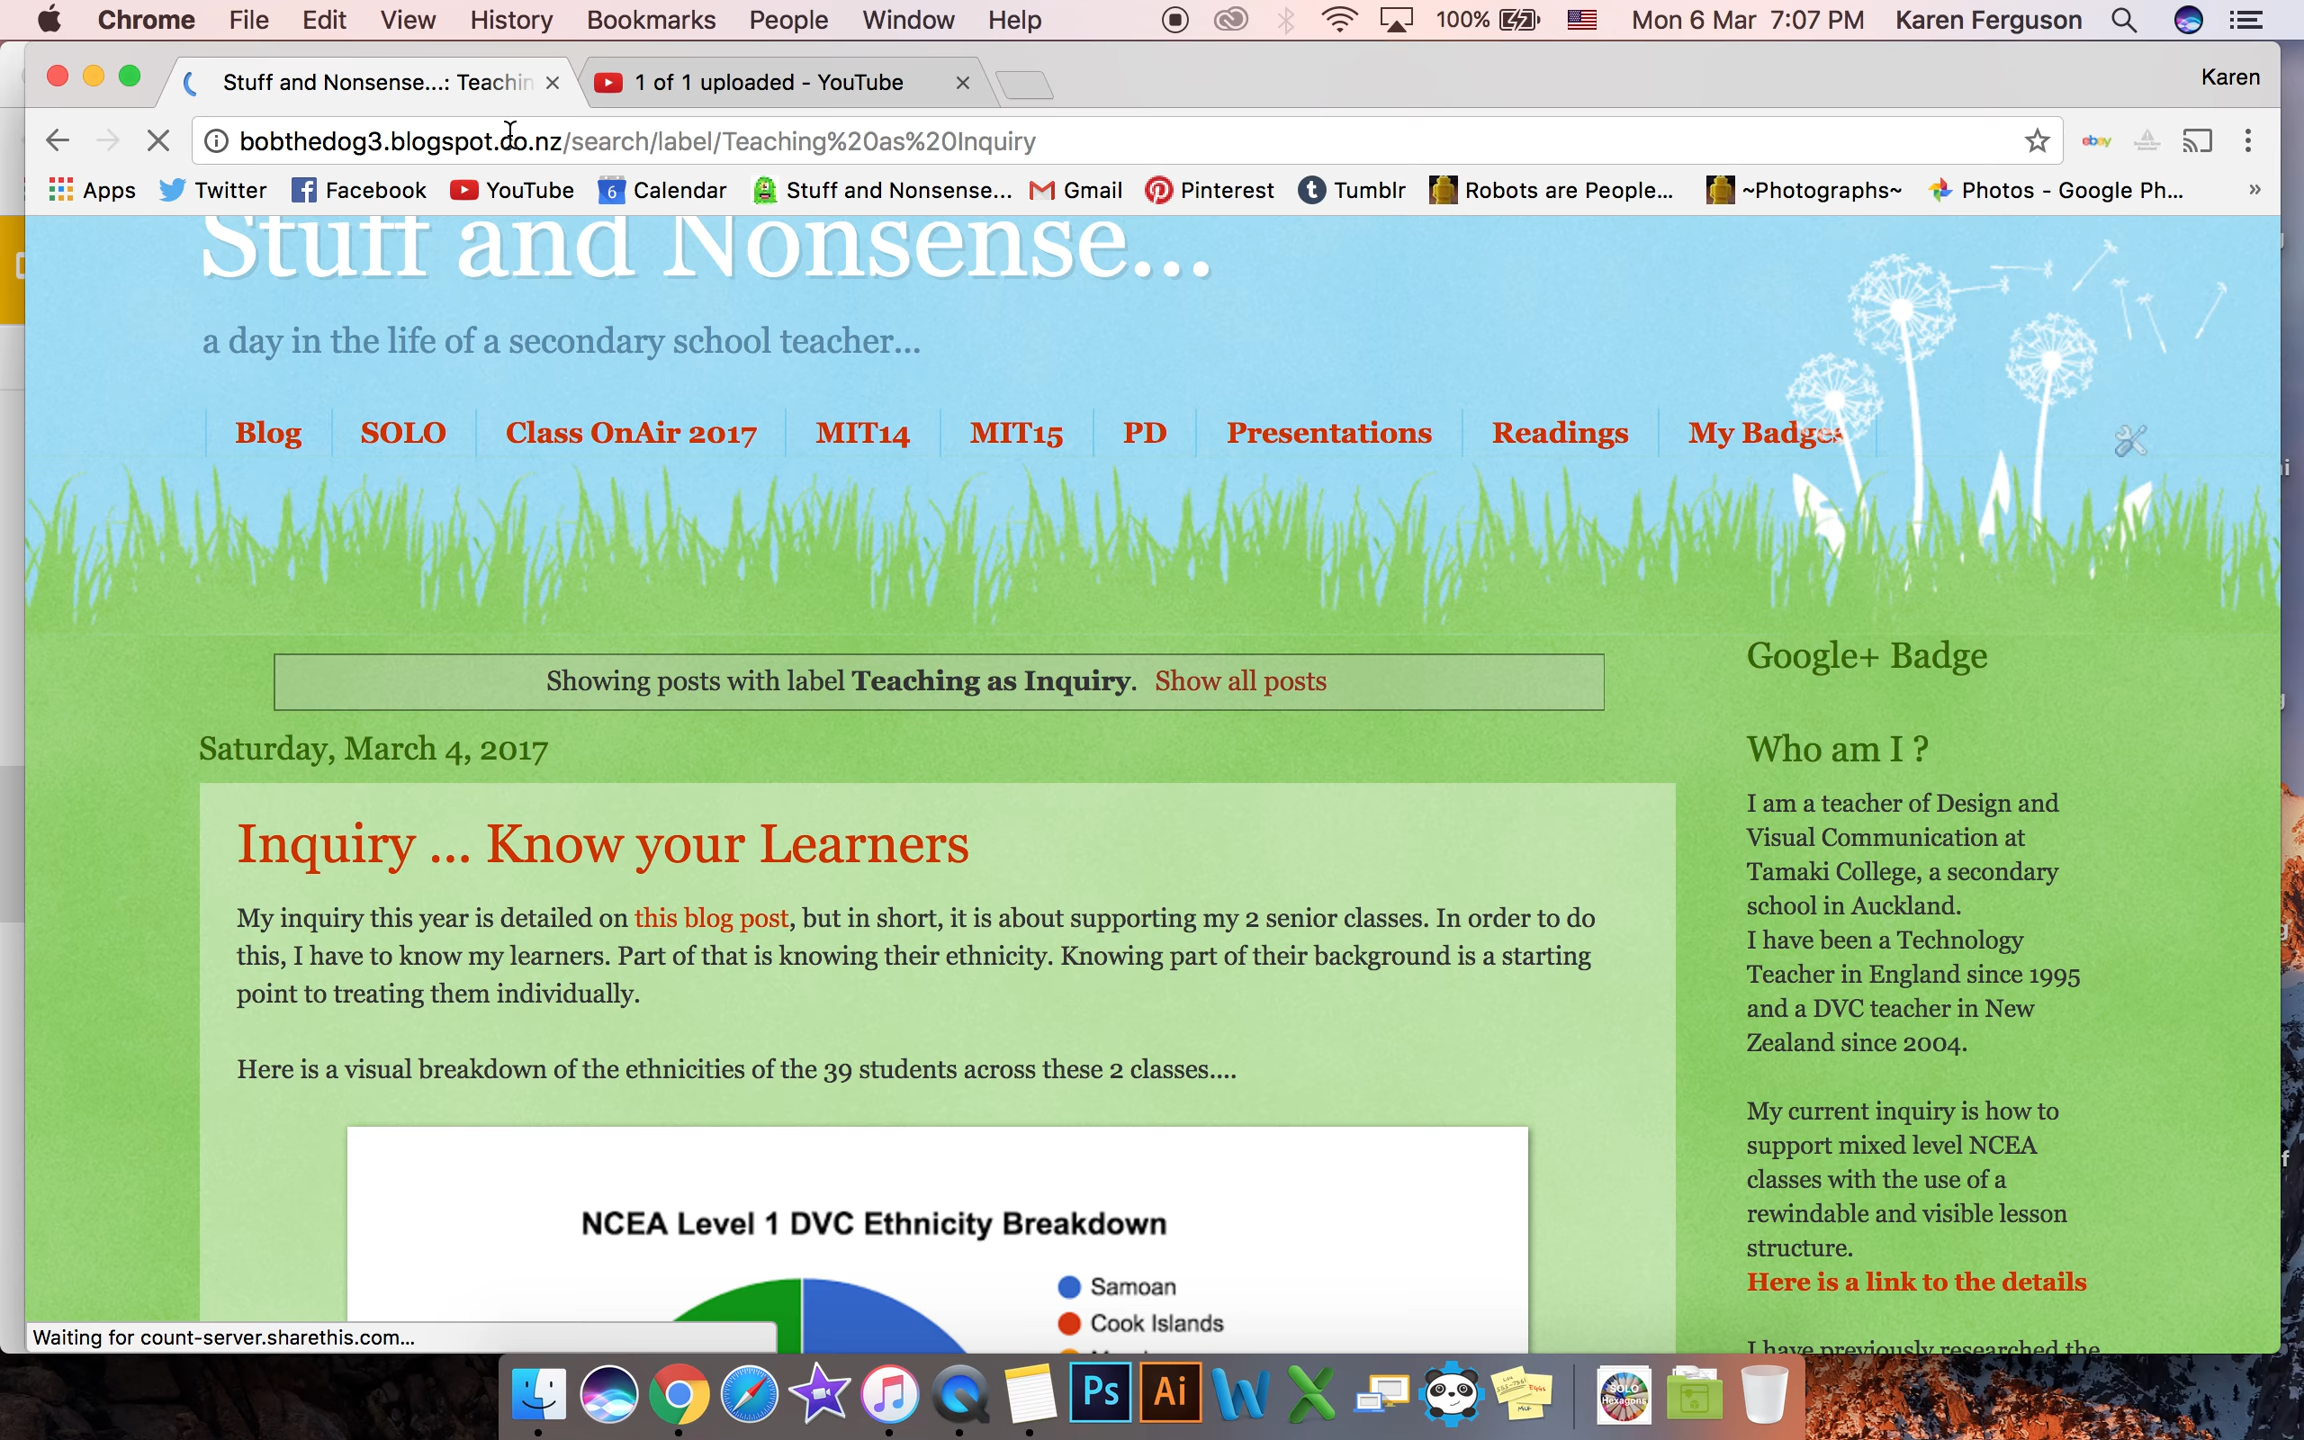 Chrome File Edit View History Bookmarks People Window Help 100% Mon 6 Mar 7:07 PM Karen Ferguson
Stuff and Nonsense...: Teachin 1 of 1 uploaded - YouTube Karen
bobthedog3.blogspot.co.nz/search/label/Teaching%20as%20Inquiry ebay
Apps Twitter Facebook YouTube 6 Calendar Stuff and Nonsense... Gmail Pinterest Tumblr Robots are People... ~Photographs~ Photos - Google Ph... »
Stuff and Nonsense...
a day in the life of a secondary school teacher...
Blog SOLO Class OnAir 2017 MIT14 MIT15 PD Presentations Readings My Badges
Showing posts with label Teaching as Inquiry. Show all posts
Saturday, March 4, 2017
Inquiry ... Know your Learners
My inquiry this year is detailed on this blog post, but in short, it is about supporting my 2 senior classes. In order to do
this, I have to know my learners. Part of that is knowing their ethnicity. Knowing part of their background is a starting
point to treating them individually.
Here is a visual breakdown of the ethnicities of the 39 students across these 2 classes....
NCEA Level 1 DVC Ethnicity Breakdown
Samoan
Cook Islands
Google+ Badge
Who am I ?
I am a teacher of Design and
Visual Communication at
Tamaki College, a secondary
school in Auckland.
I have been a Technology
Teacher in England since 1995
and a DVC teacher in New
Zealand since 2004.
My current inquiry is how to
support mixed level NCEA
classes with the use of a
rewindable and visible lesson
structure.
Here is a link to the details
I have previously researched the
Waiting for count-server.sharethis.com...
Ps Ai
SOLO
Hexagons